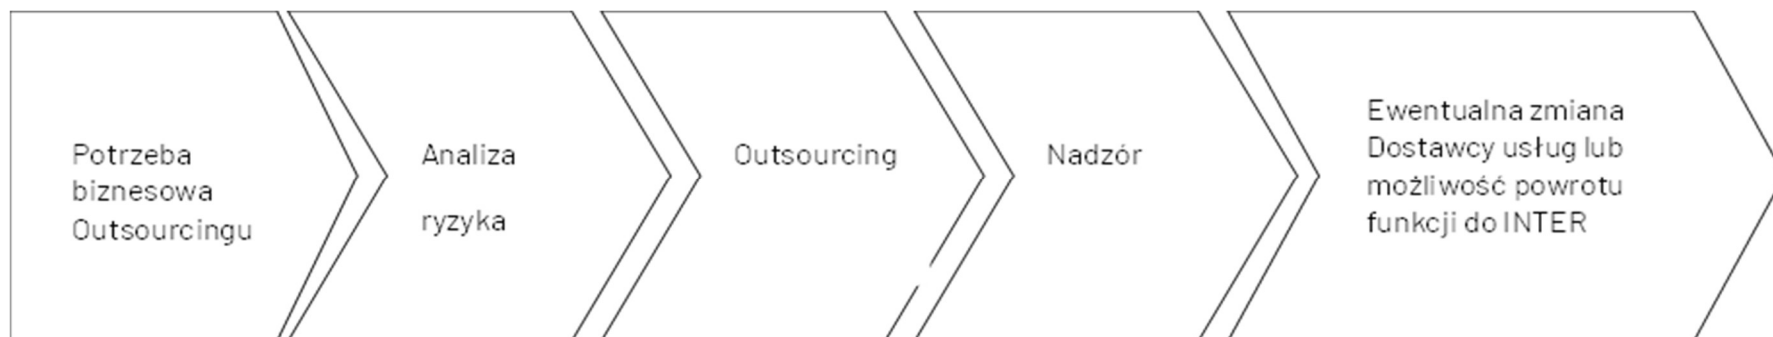 Potrzeba
biznesowa
Outsourcingu
Analiza
ryzyka
Outsourcing
Nadzór
Ewentualna zmiana
Dostawcy usług lub
możliwość powrotu
funkcji do INTER